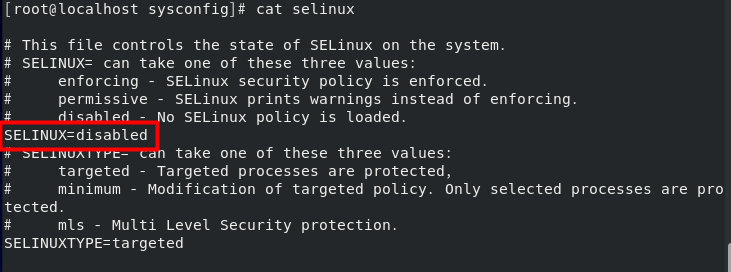 [root@localhost sysconfig]# cat selinux
# This file controls the state of SELinux on the system.
# SELINUX= can take one of these three values:
#     enforcing - SELinux security policy is enforced.
#     permissive - SELinux prints warnings instead of enforcing.
#     disabled - No SELinux policy is loaded.
SELINUX=disabled
# SELINUXTYPE= can take one of these three values:
#     targeted - Targeted processes are protected,
#     minimum - Modification of targeted policy. Only selected processes are pro
tected.
#     mls - Multi Level Security protection.
SELINUXTYPE=targeted